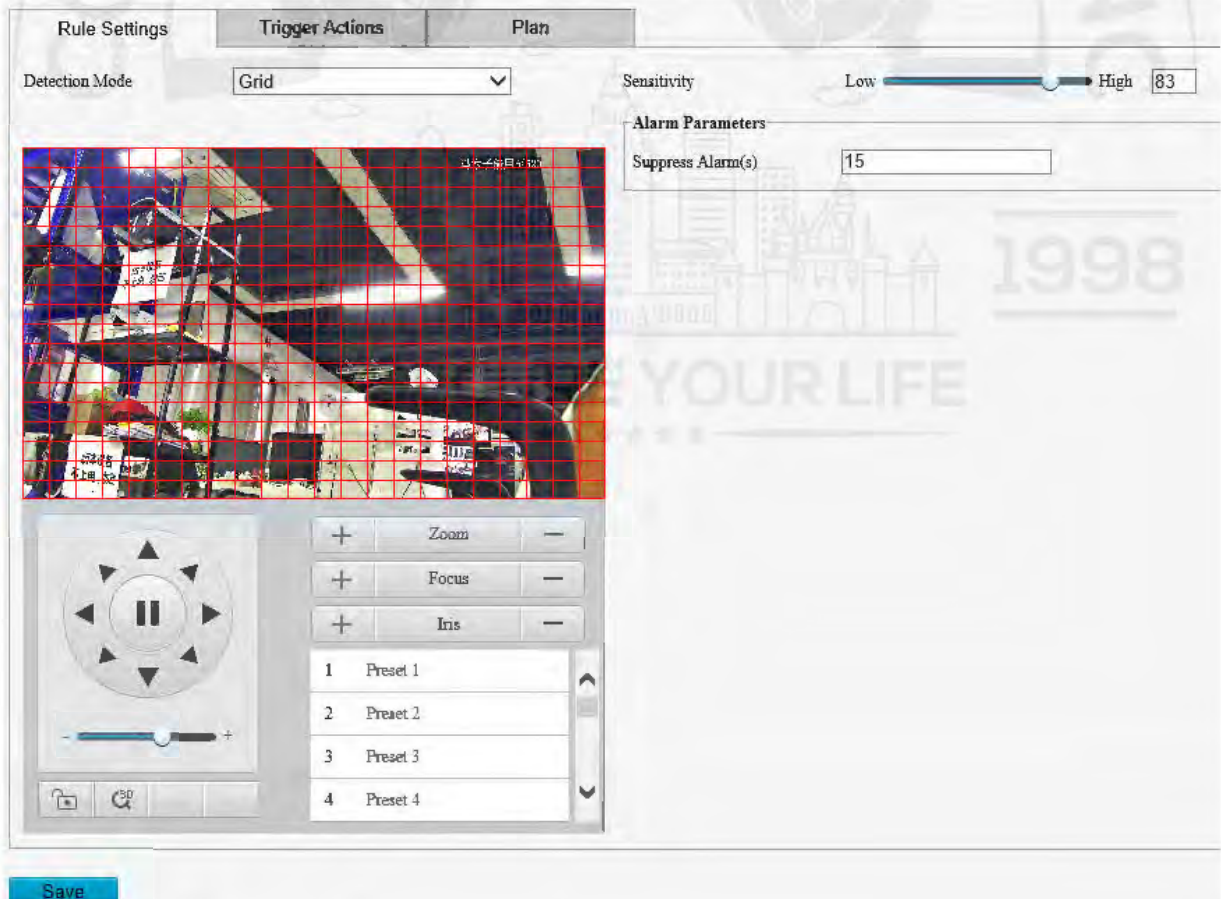 Rule Settings
Trigger Actions
Plan
Detection Mode
Grid
Sensitivity
Low
High
83
Alarm Parameters
Suppress Alarm(s)
15
1998
YOUR LIFE
Zoom
Focus
Iris
1 Preset 1
2 Preset 2
3 Preset 3
4 Preset 4
3D
Save